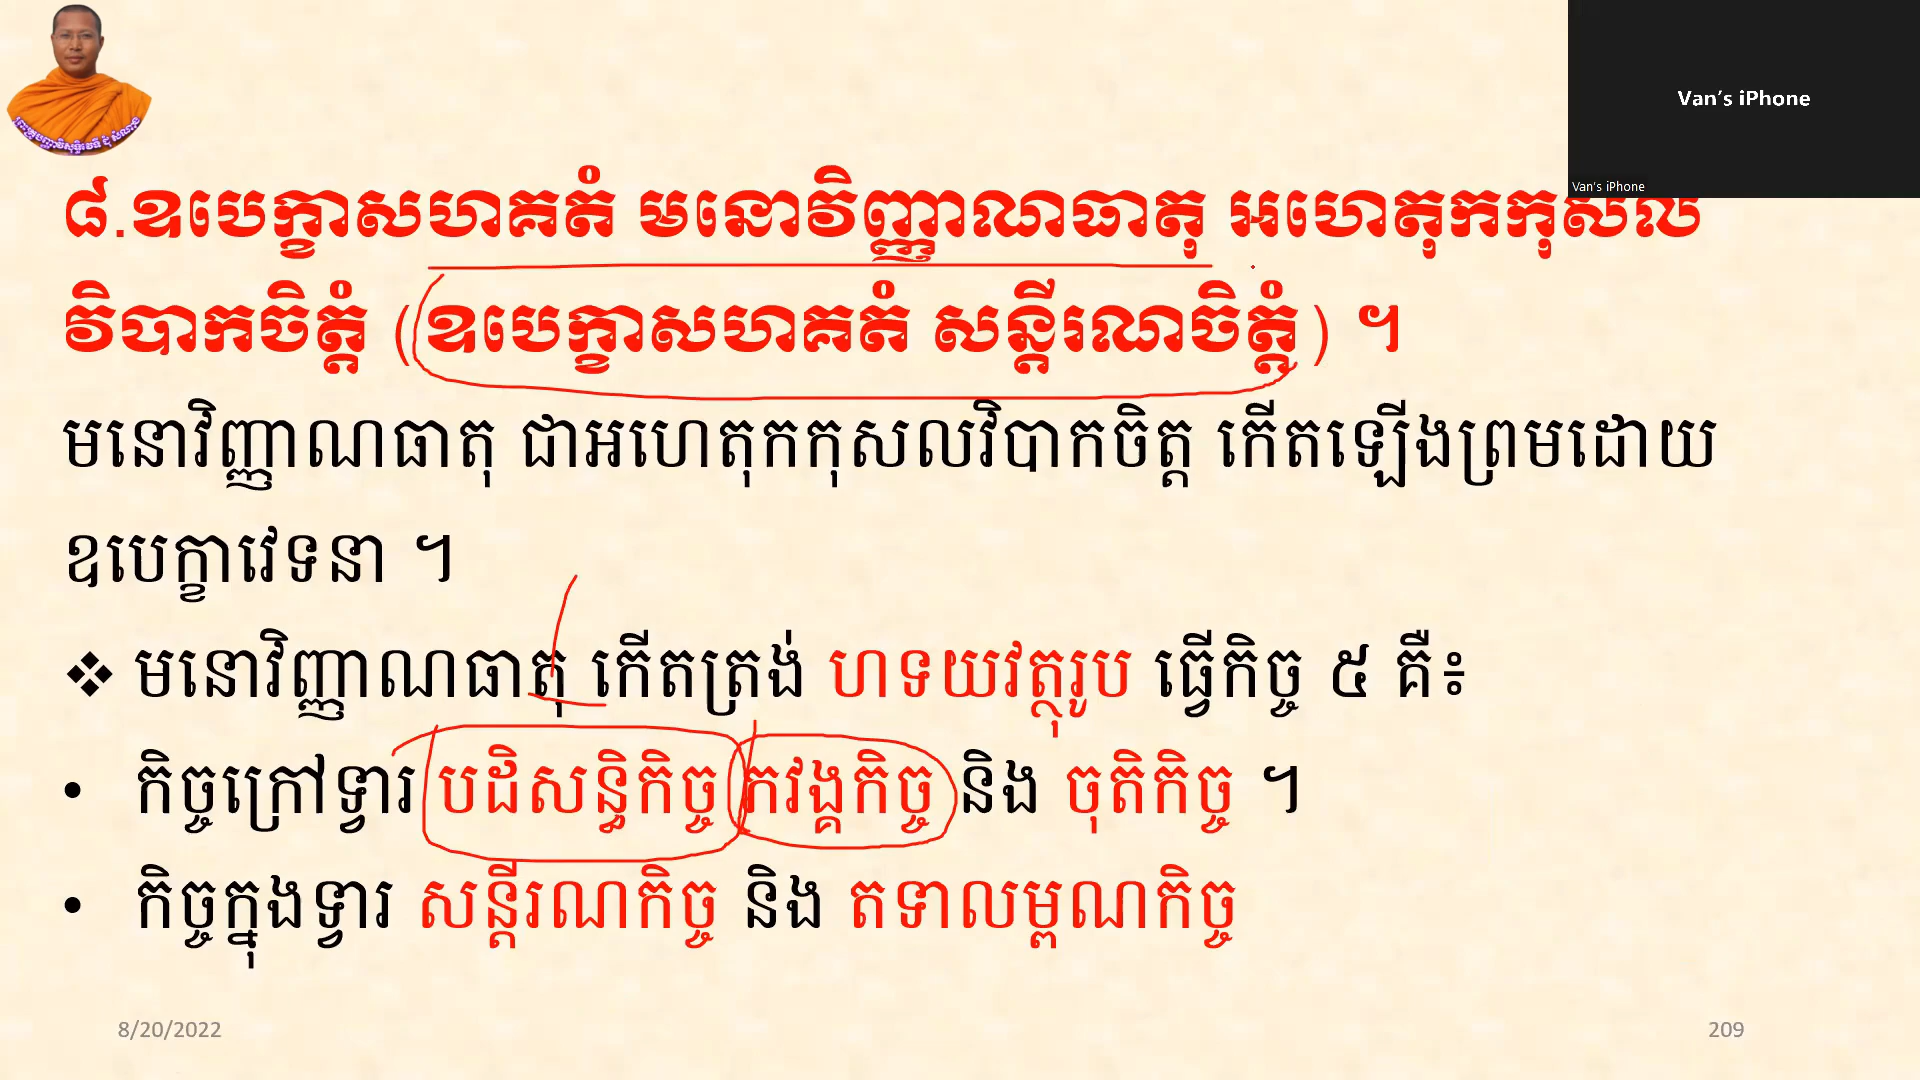 Van's iPhone
Van's iPhone
៨.ឧបេក្ខាសហគតំ មនោវិញ្ញាណធាតុ អហេតុកកុសល
វិបាកចិត្តំ (ឧបេក្ខាសហគតំ សន្តីរណចិត្តំ) ។
មនោវិញ្ញាណធាតុ ជាអហេតុកកុសលវិបាកចិត្ត កើតឡើងព្រមដោយ
ឧបេក្ខាវេទនា ។
❖ មនោវិញ្ញាណធាតុ កើតត្រង់ ហទយវត្ថុរូប ធ្វើកិច្ច ៥ គឺ៖
• កិច្ចក្រៅទ្វារ បដិសន្ធិកិច្ច ភវង្គកិច្ច និង ចុតិកិច្ច ។
• កិច្ចក្នុងទ្វារ សន្តីរណកិច្ច និង តទាលម្ពណកិច្ច
8/20/2022
209